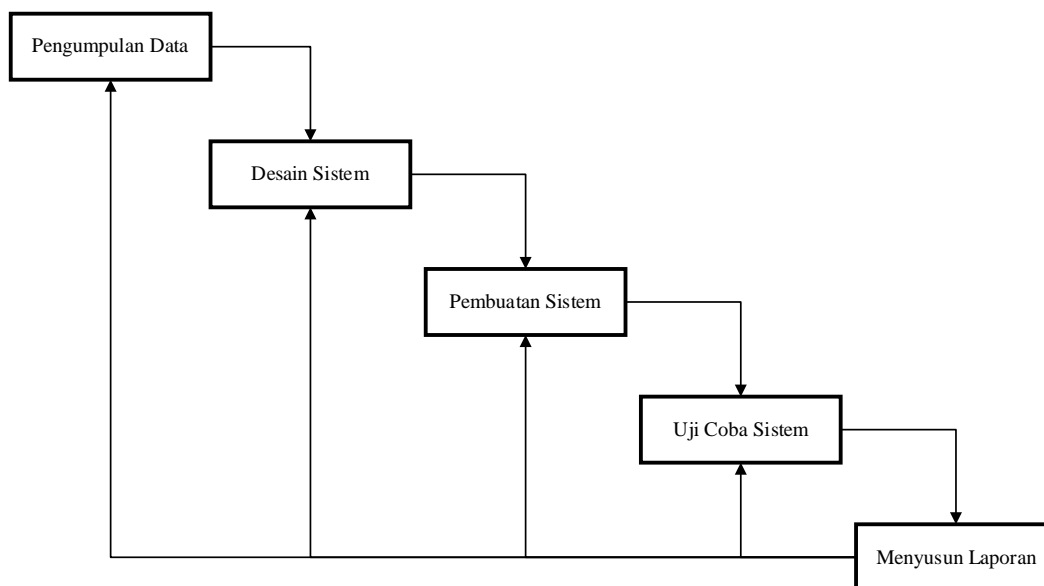 Pengumpulan Data
Desain Sistem
Pembuatan Sistem
Uji Coba Sistem
Menyusun Laporan